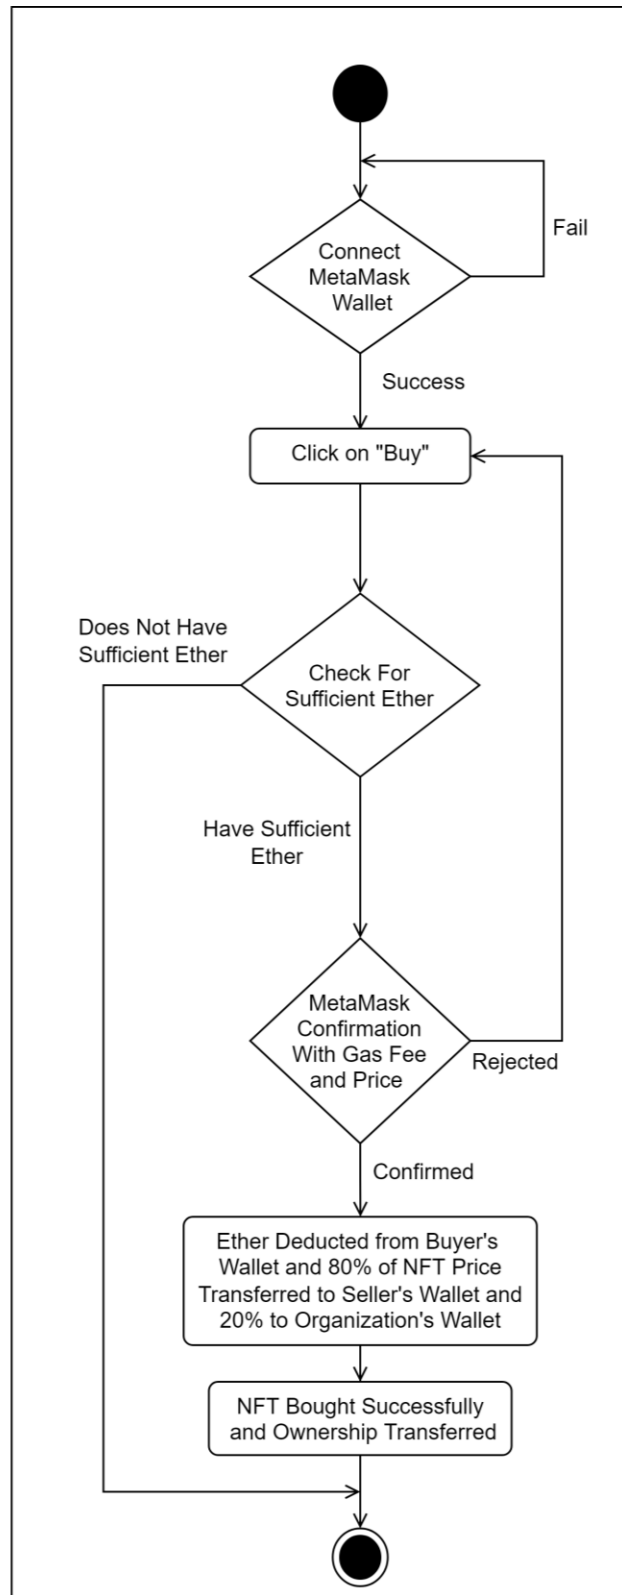 Fail
Connect
MetaMask
Wallet
Success
Click on "Buy"
Does Not Have
Sufficient Ether
Check For
Sufficient Ether
Have Sufficient
Ether
MetaMask
Confirmation
With Gas Fee
and Price
Rejected
Confirmed
Ether Deducted from Buyer's
Wallet and 80% of NFT Price
Transferred to Seller's Wallet and
20% to Organization's Wallet
NFT Bought Successfully
and Ownership Transferred